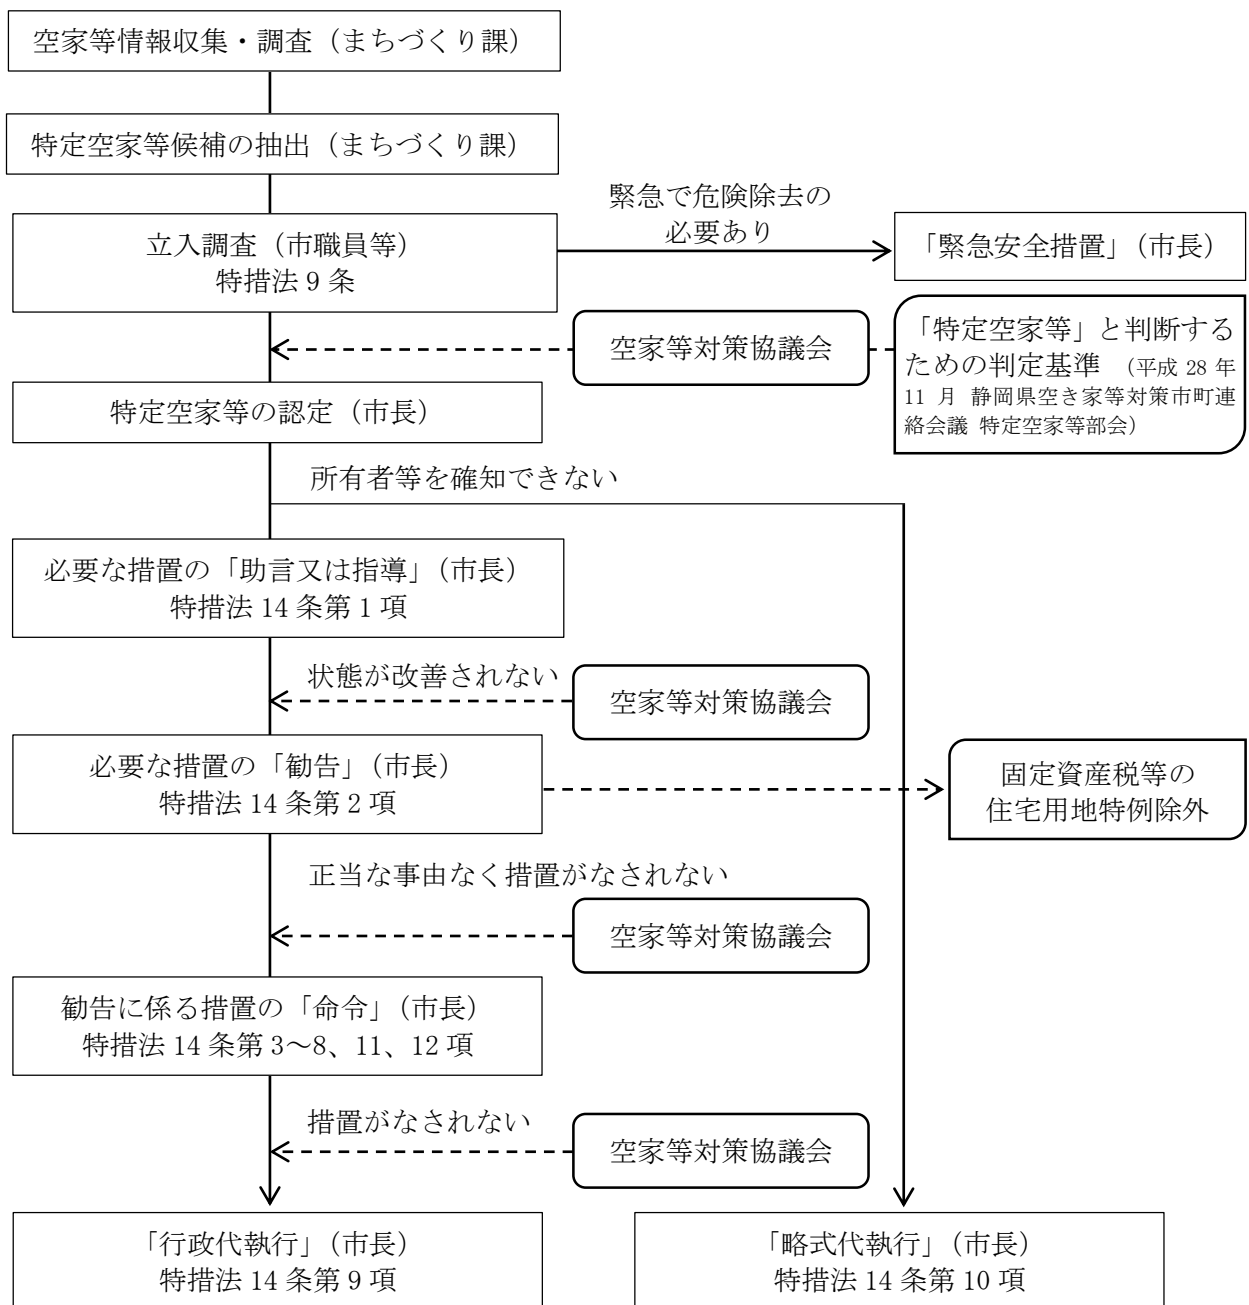 空家等情報収集・調査（まちづくり課）
特定空家等候補の抽出（まちづくり課）
緊急で危険除去の
必要あり
立入調査（市職員等）
特措法 9 条
「緊急安全措置」（市長）
空家等対策協議会
「特定空家等」と判断する
ための判定基準 （平成 28 年
11 月 静岡県空き家等対策市町連
絡会議 特定空家等部会）
特定空家等の認定（市長）
所有者等を確知できない
必要な措置の「助言又は指導」（市長）
特措法 14 条第 1 項
状態が改善されない
空家等対策協議会
必要な措置の「勧告」（市長）
特措法 14 条第 2 項
固定資産税等の
住宅用地特例除外
正当な事由なく措置がなされない
空家等対策協議会
勧告に係る措置の「命令」（市長）
特措法 14 条第 3～8、11、12 項
措置がなされない
空家等対策協議会
「行政代執行」（市長）
特措法 14 条第 9 項
「略式代執行」（市長）
特措法 14 条第 10 項